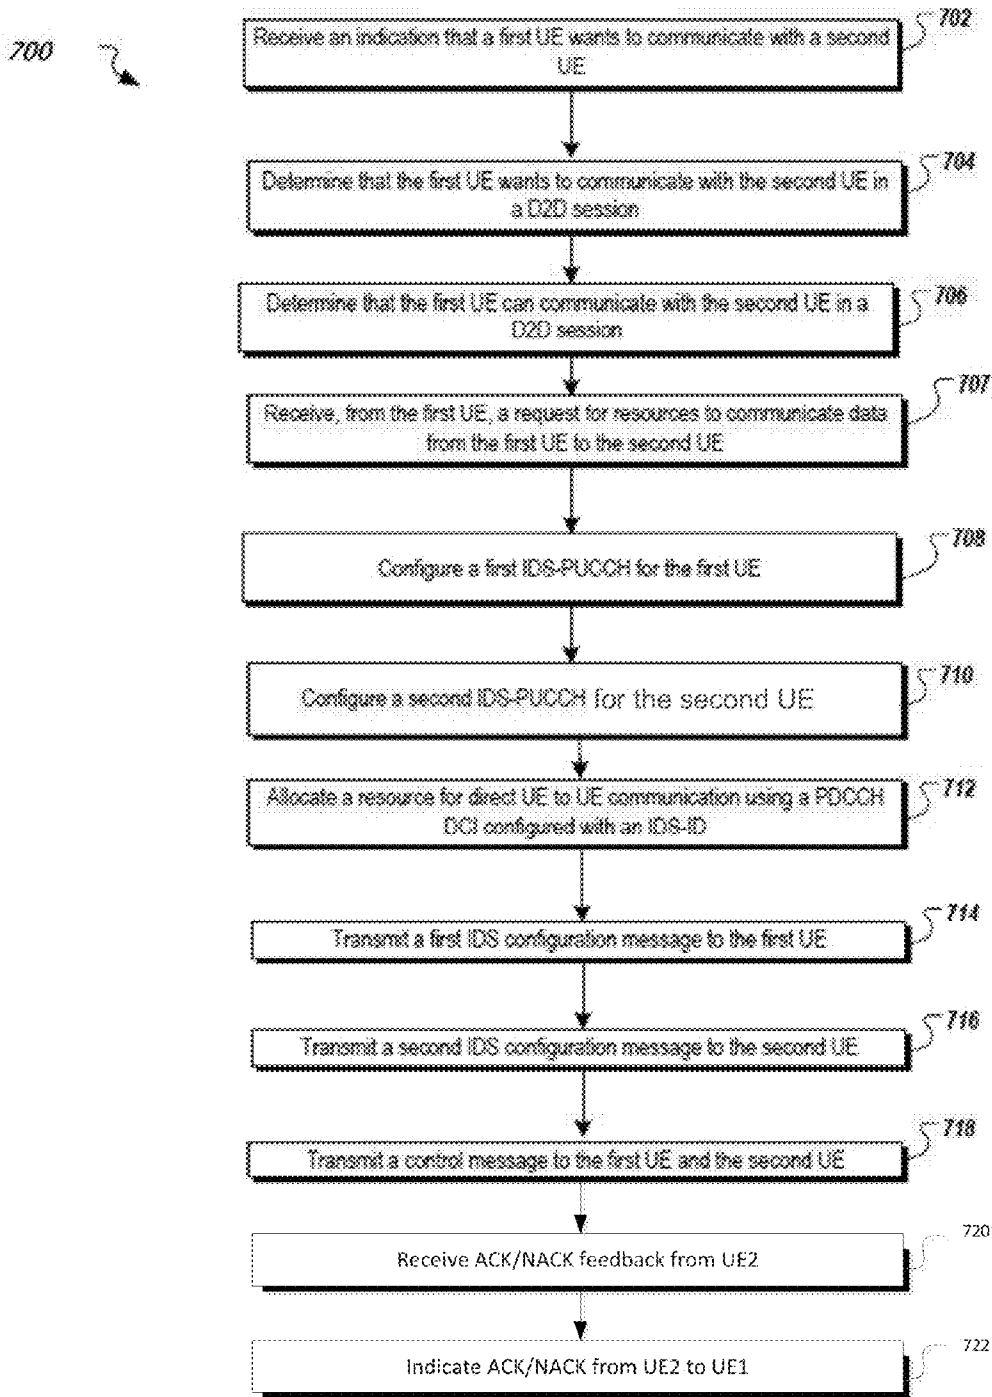 700
702
Receive an indication that a first UE wants to communicate with a second
UE
704
Determine that the first UE wants to communicate with the second UE in
a D2D session
706
Determine that the first UE can communicate with the second UE in a
D2D session
707
Receive, from the first UE, a request for resources to communicate data
from the first UE to the second UE
708
Configure a first IDS-PUCCH for the first UE
710
Configure a second IDS-PUCCH for the second UE
712
Allocate a resource for direct UE to UE communication using a PDCCH
DCI configured with an IDS-ID
714
Transmit a first IDS configuration message to the first UE
716
Transmit a second IDS configuration message to the second UE
718
Transmit a control message to the first UE and the second UE
720
Receive ACK/NACK feedback from UE2
722
Indicate ACK/NACK from UE2 to UE1